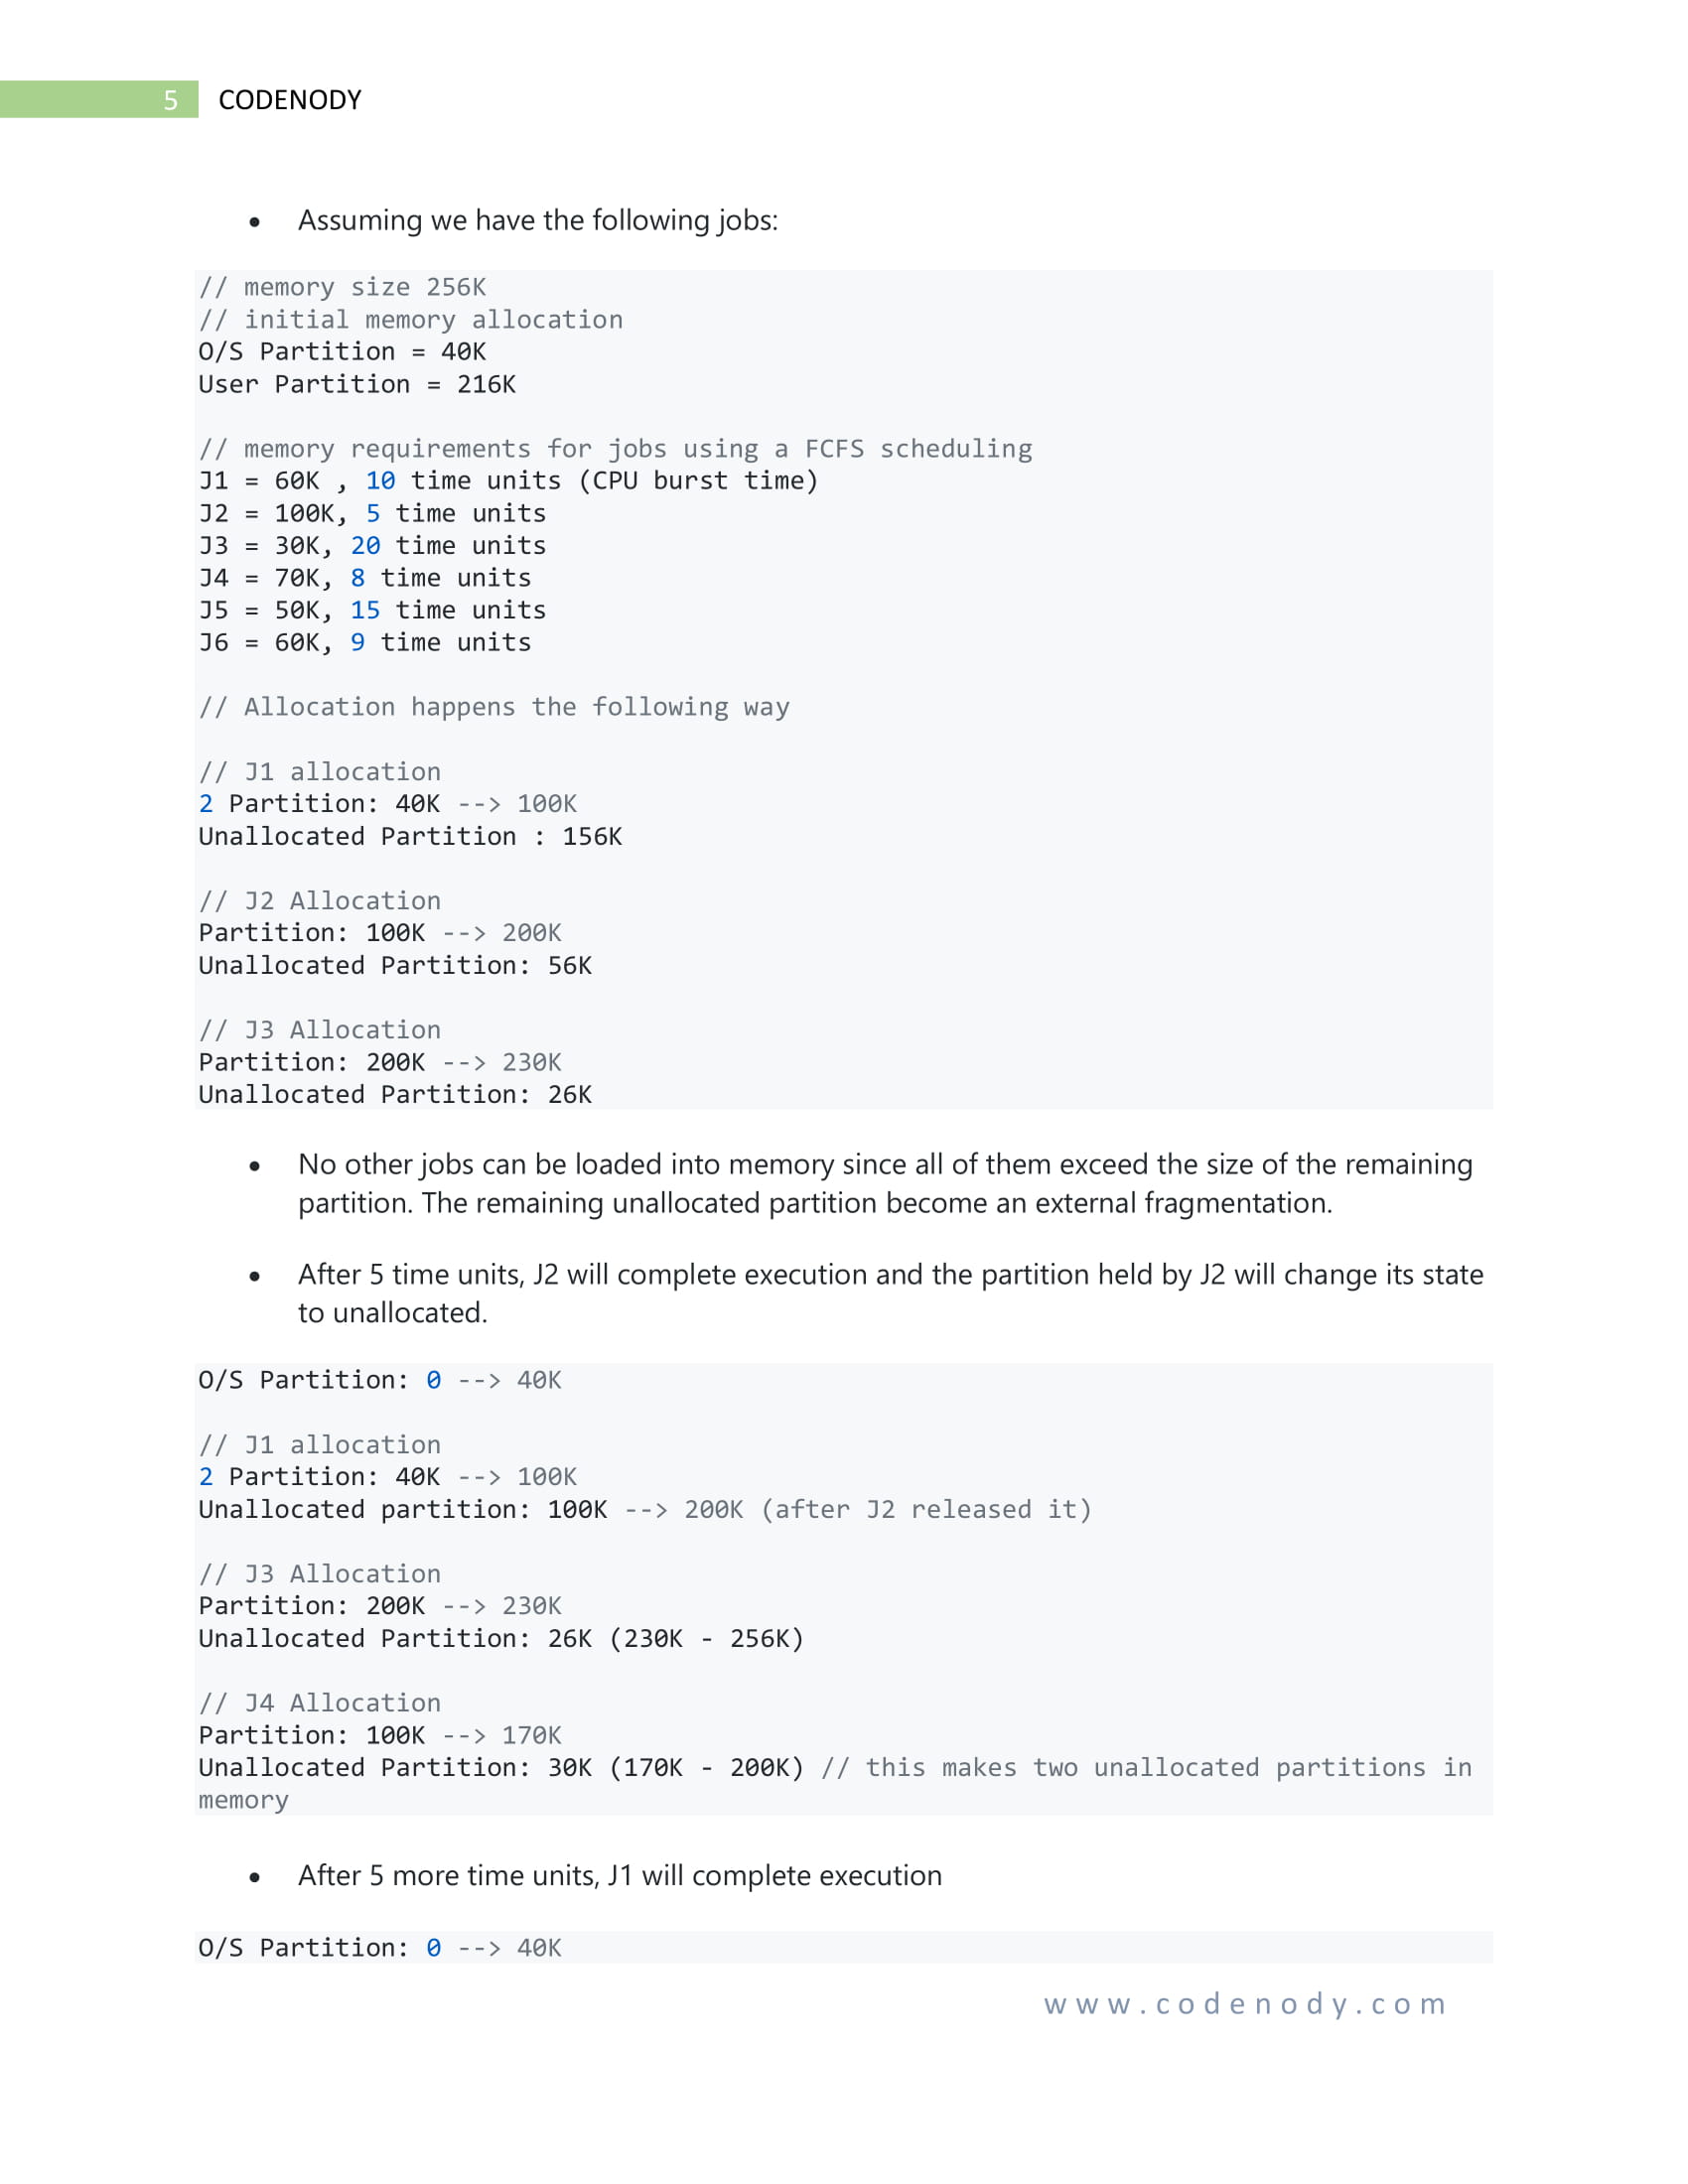 5 CODENODY
• Assuming we have the following jobs:
// memory size 256K
// initial memory allocation
O/S Partition = 40K
User Partition = 216K
// memory requirements for jobs using a FCFS scheduling
J1 = 60K , 10 time units (CPU burst time)
J2 = 100K, 5 time units
J3 = 30K, 20 time units
J4 = 70K, 8 time units
J5 = 50K, 15 time units
J6 = 60K, 9 time units
// Allocation happens the following way
// J1 allocation
2 Partition: 40K --> 100K
Unallocated Partition : 156K
// J2 Allocation
Partition: 100K --> 200K
Unallocated Partition: 56K
// J3 Allocation
Partition: 200K --> 230K
Unallocated Partition: 26K
• No other jobs can be loaded into memory since all of them exceed the size of the remaining
partition. The remaining unallocated partition become an external fragmentation.
• After 5 time units, J2 will complete execution and the partition held by J2 will change its state
to unallocated.
O/S Partition: 0 --> 40K
// J1 allocation
2 Partition: 40K --> 100K
Unallocated partition: 100K --> 200K (after J2 released it)
// J3 Allocation
Partition: 200K --> 230K
Unallocated Partition: 26K (230K - 256K)
// J4 Allocation
Partition: 100K --> 170K
Unallocated Partition: 30K (170K - 200K) // this makes two unallocated partitions in
memory
• After 5 more time units, J1 will complete execution
O/S Partition: 0 --> 40K
www.codenody.com